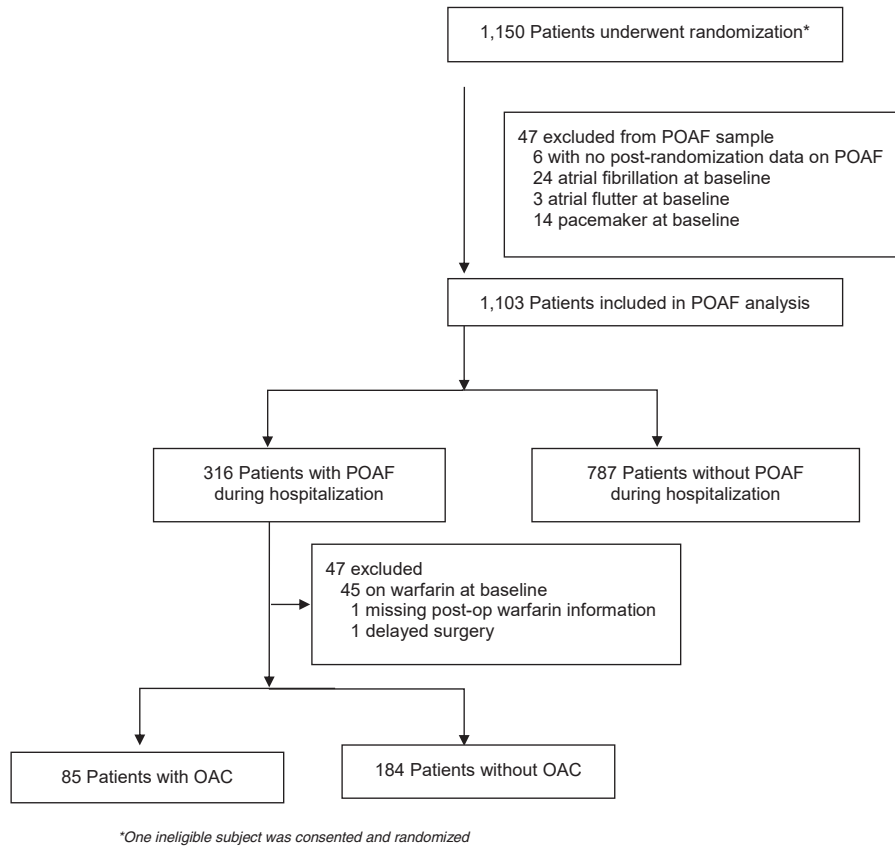 1,150 Patients underwent randomization*
47 excluded from POAF sample
6 with no post-randomization data on POAF
24 atrial fibrillation at baseline
3 atrial flutter at baseline
14 pacemaker at baseline
1,103 Patients included in POAF analysis
316 Patients with POAF
during hospitalization
787 Patients without POAF
during hospitalization
47 excluded
45 on warfarin at baseline
1 missing post-op warfarin information
1 delayed surgery
85 Patients with OAC
184 Patients without OAC
*One ineligible subject was consented and randomized